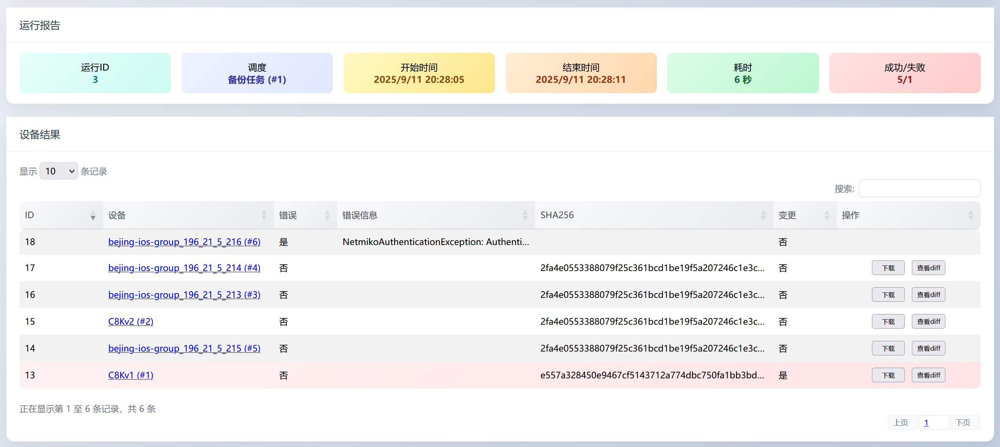 运行报告
运行ID
3
调度
备份任务 (#1)
开始时间
2025/9/11 20:28:05
结束时间
2025/9/11 20:28:11
耗时
6 秒
成功/失败
5/1
设备结果
显示 10 条记录
搜索:
ID 设备 错误 错误信息 SHA256 变更 操作
18 bejing-ios-group_196_21_5_216 (#6) 是 NetmikoAuthenticationException: Authenti... 否
17 bejing-ios-group_196_21_5_214 (#4) 否 2fa4e0553388079f25c361bcd1be19f5a207246c1e3c... 否 下载 查看diff
16 bejing-ios-group_196_21_5_213 (#3) 否 2fa4e0553388079f25c361bcd1be19f5a207246c1e3c... 否 下载 查看diff
15 C8Kv2 (#2) 否 2fa4e0553388079f25c361bcd1be19f5a207246c1e3c... 否 下载 查看diff
14 bejing-ios-group_196_21_5_215 (#5) 否 2fa4e0553388079f25c361bcd1be19f5a207246c1e3c... 否 下载 查看diff
13 C8Kv1 (#1) 否 e557a328450e9467cf5143712a774dbc750fa1bb3bd... 是 下载 查看diff
正在显示第 1 至 6 条记录，共 6 条
上页 1 下页